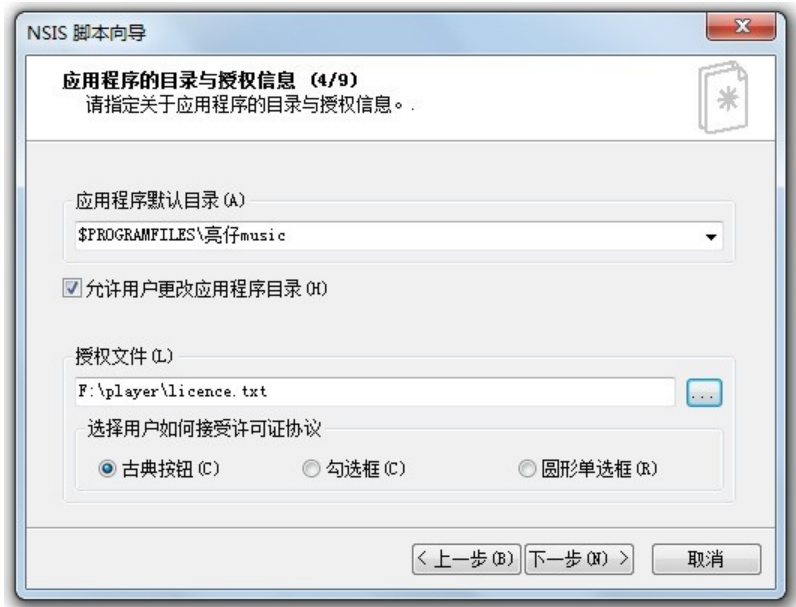 NSIS 脚本向导
应用程序的目录与授权信息 (4/9)
请指定关于应用程序的目录与授权信息。.
应用程序默认目录(A)
$PROGRAMFILES\亮仔music
允许用户更改应用程序目录(H)
授权文件(L)
F:\player\licence.txt
...
选择用户如何接受许可证协议
古典按钮(C) 勾选框(C) 圆形单选框(R)
< 上一步(B) 下一步(N) > 取消